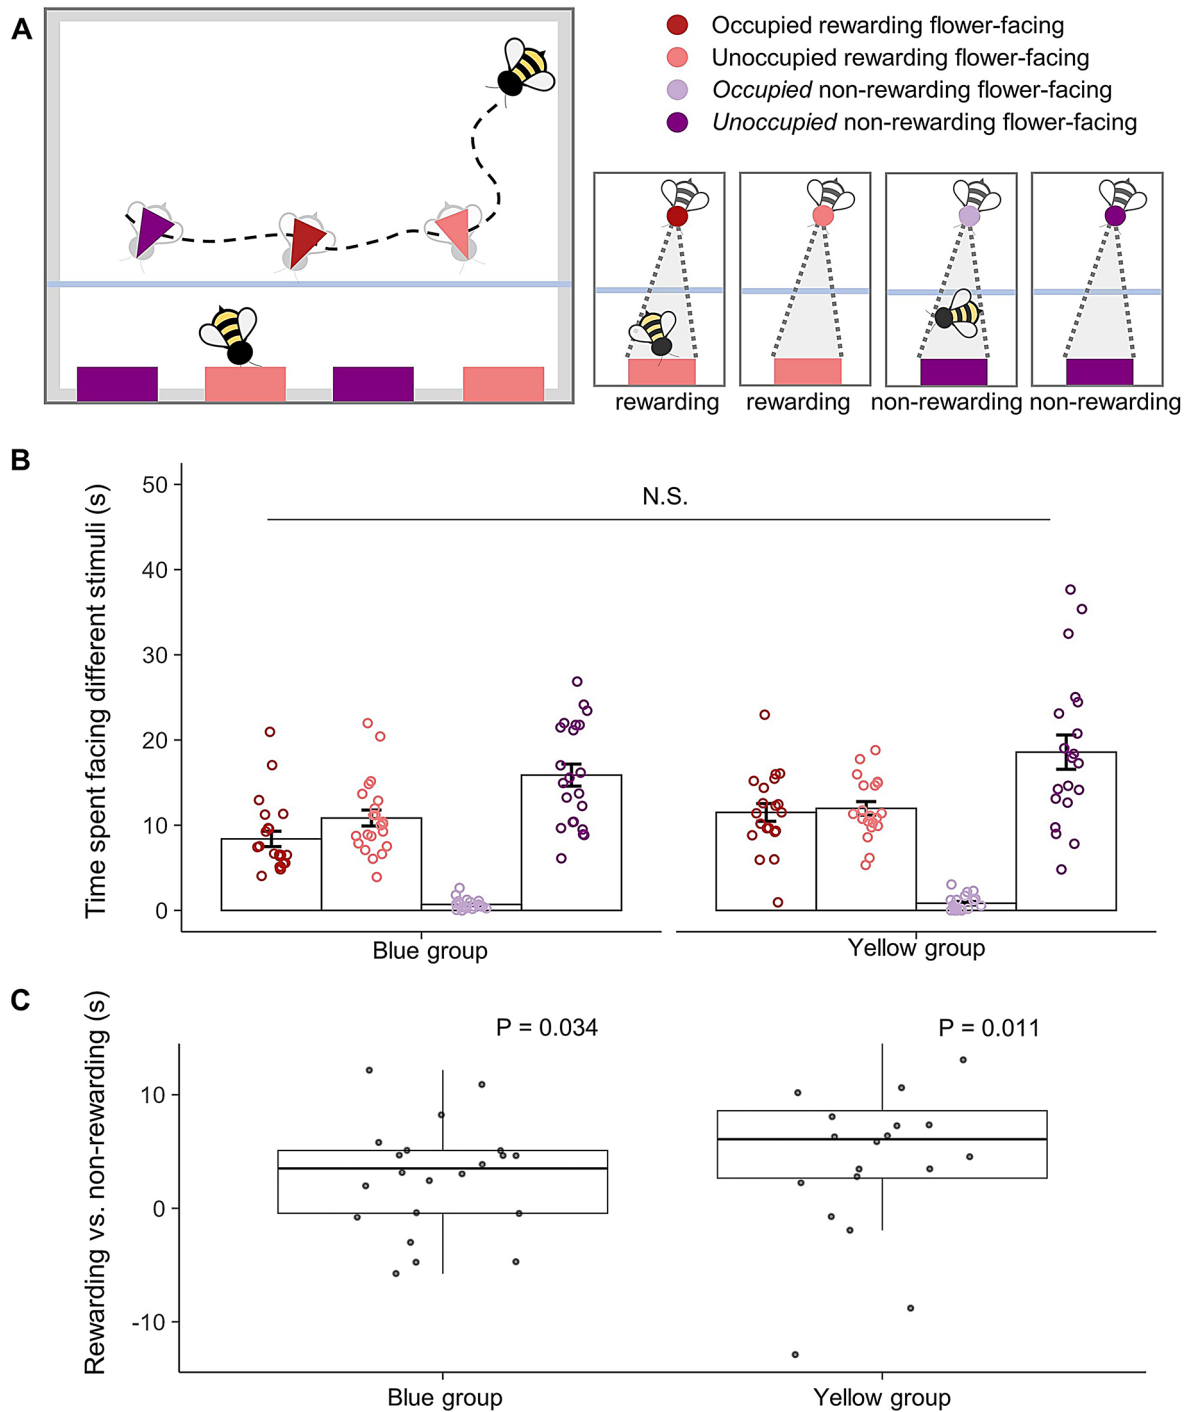 A
Occupied rewarding flower-facing
Unoccupied rewarding flower-facing
Occupied non-rewarding flower-facing
Unoccupied non-rewarding flower-facing
rewarding rewarding non-rewarding non-rewarding
B
Time spent facing different stimuli (s)
50
40
30
20
10
0
N.S.
Blue group Yellow group
C
Rewarding vs. non-rewarding (s)
10
0
-10
P = 0.034 P = 0.011
Blue group Yellow group